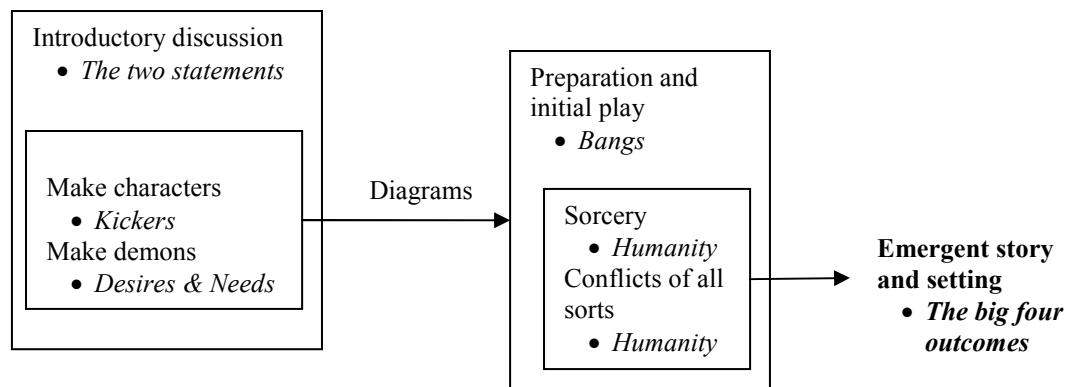 Introductory discussion
• The two statements
Make characters
• Kickers
Make demons
• Desires & Needs
Diagrams
Preparation and
initial play
• Bangs
Sorcery
• Humanity
Conflicts of all
sorts
• Humanity
Emergent story
and setting
• The big four
outcomes